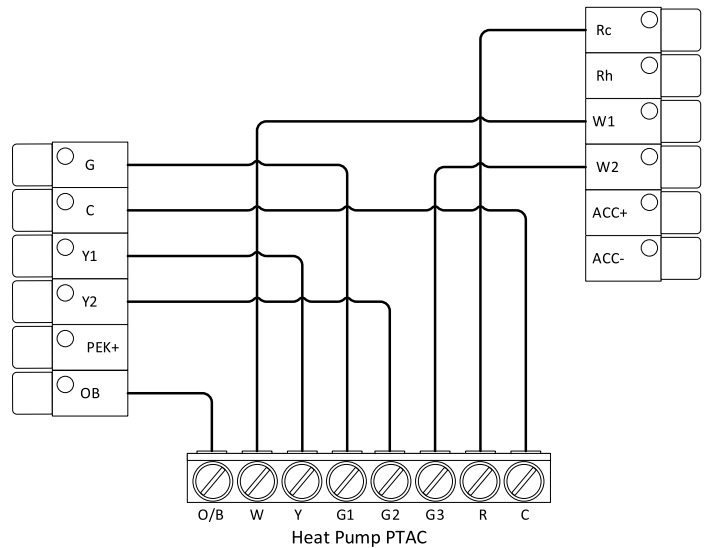 Rc
Rh
W1
W2
ACC+
ACC-
G
C
Y1
Y2
PEK+
OB
O/B W Y G1 G2 G3 R C
Heat Pump PTAC